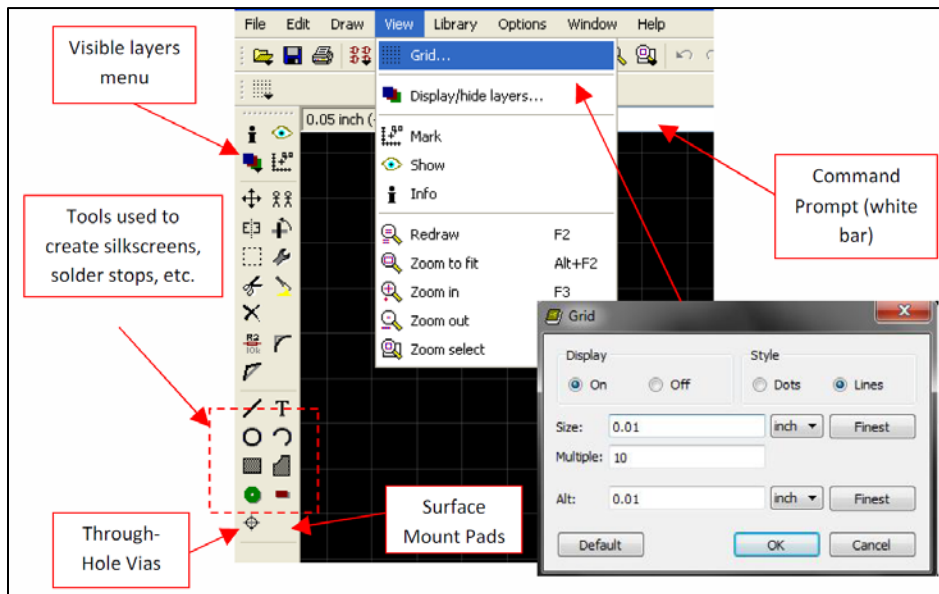 File Edit Draw View Library Options Window Help
Visible layers
menu
Grid...
Display/hide layers...
0.05 inch (
Mark
Show
Info
Command
Prompt (white
bar)
Tools used to
create silkscreens,
solder stops, etc.
Redraw F2
Zoom to fit Alt+F2
Zoom in F3
Zoom out
Zoom select
R2
10k
T
Grid
Display
On Off
Style
Dots Lines
Size: 0.01 inch Finest
Multiple: 10
Alt: 0.01 inch Finest
Default OK Cancel
Surface
Mount Pads
Through-
Hole Vias